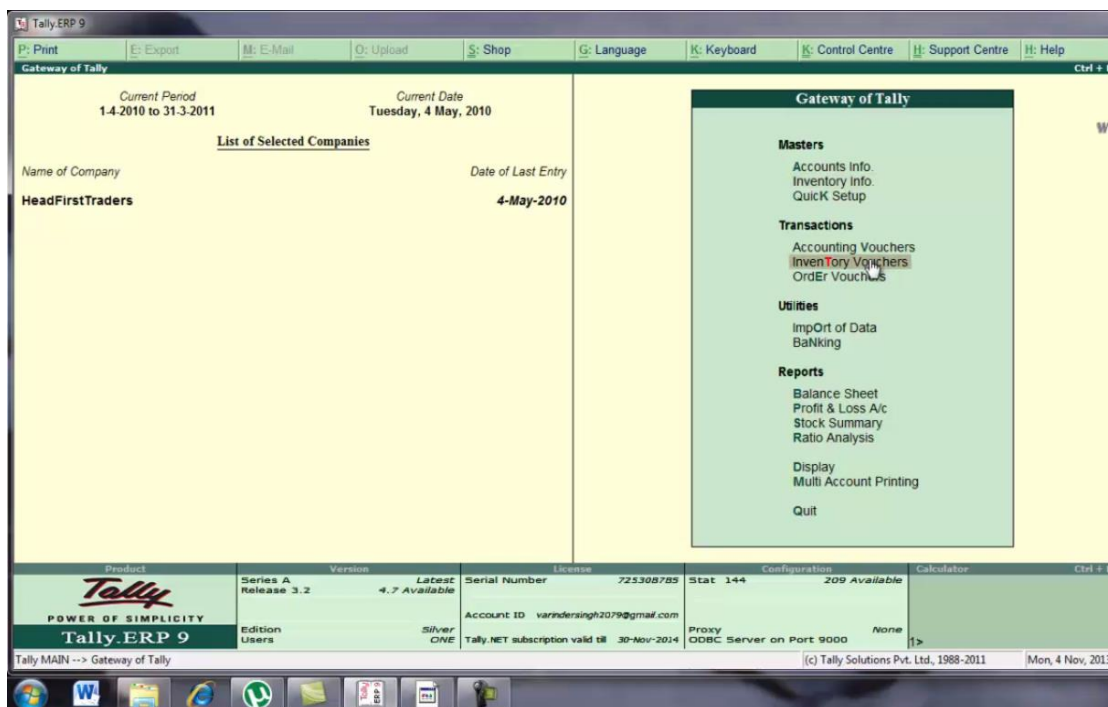 Tally.ERP 9
P: Print E: Export M: E-Mail O: Upload S: Shop G: Language K: Keyboard K: Control Centre H: Support Centre H: Help
Gateway of Tally Ctrl +
Current Period Current Date
1-4-2010 to 31-3-2011 Tuesday, 4 May, 2010
List of Selected Companies
Name of Company Date of Last Entry
HeadFirstTraders 4-May-2010
Gateway of Tally
W
Masters
Accounts Info.
Inventory Info.
QuicK Setup
Transactions
Accounting Vouchers
InvenTory Vouchers
OrdEr Vouchers
Utilities
ImpOrt of Data
BaNking
Reports
Balance Sheet
Profit & Loss A/c
Stock Summary
Ratio Analysis
Display
Multi Account Printing
Quit
Product Version License Configuration Calculator Ctrl +
Tally
POWER OF SIMPLICITY
Tally.ERP 9
Series A Latest
Release 3.2 4.7 Available
Edition Silver
Users ONE
Serial Number 725308785
Account ID varindersingh2079@gmail.com
Tally.NET subscription valid till 30-Nov-2014
Stat 144 209 Available
Proxy None
ODBC Server on Port 9000
1>
Tally MAIN --> Gateway of Tally (c) Tally Solutions Pvt. Ltd., 1988-2011 Mon, 4 Nov, 2013
W
Tally
ERP 9